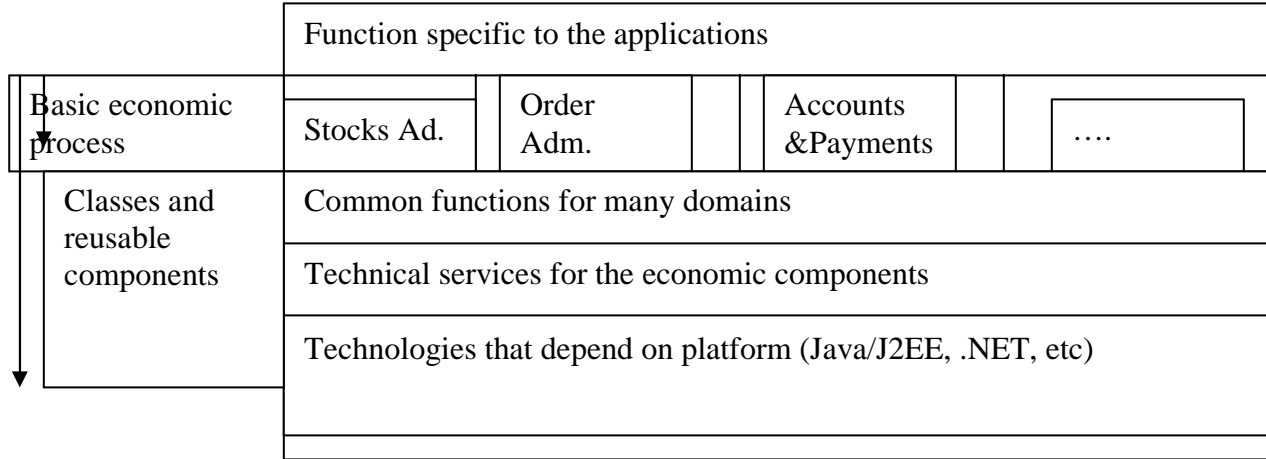 Function specific to the applications
Basic economic
process
Stocks Ad.
Order
Adm.
Accounts
&Payments
….
Classes and
reusable
components
Common functions for many domains
Technical services for the economic components
Technologies that depend on platform (Java/J2EE, .NET, etc)